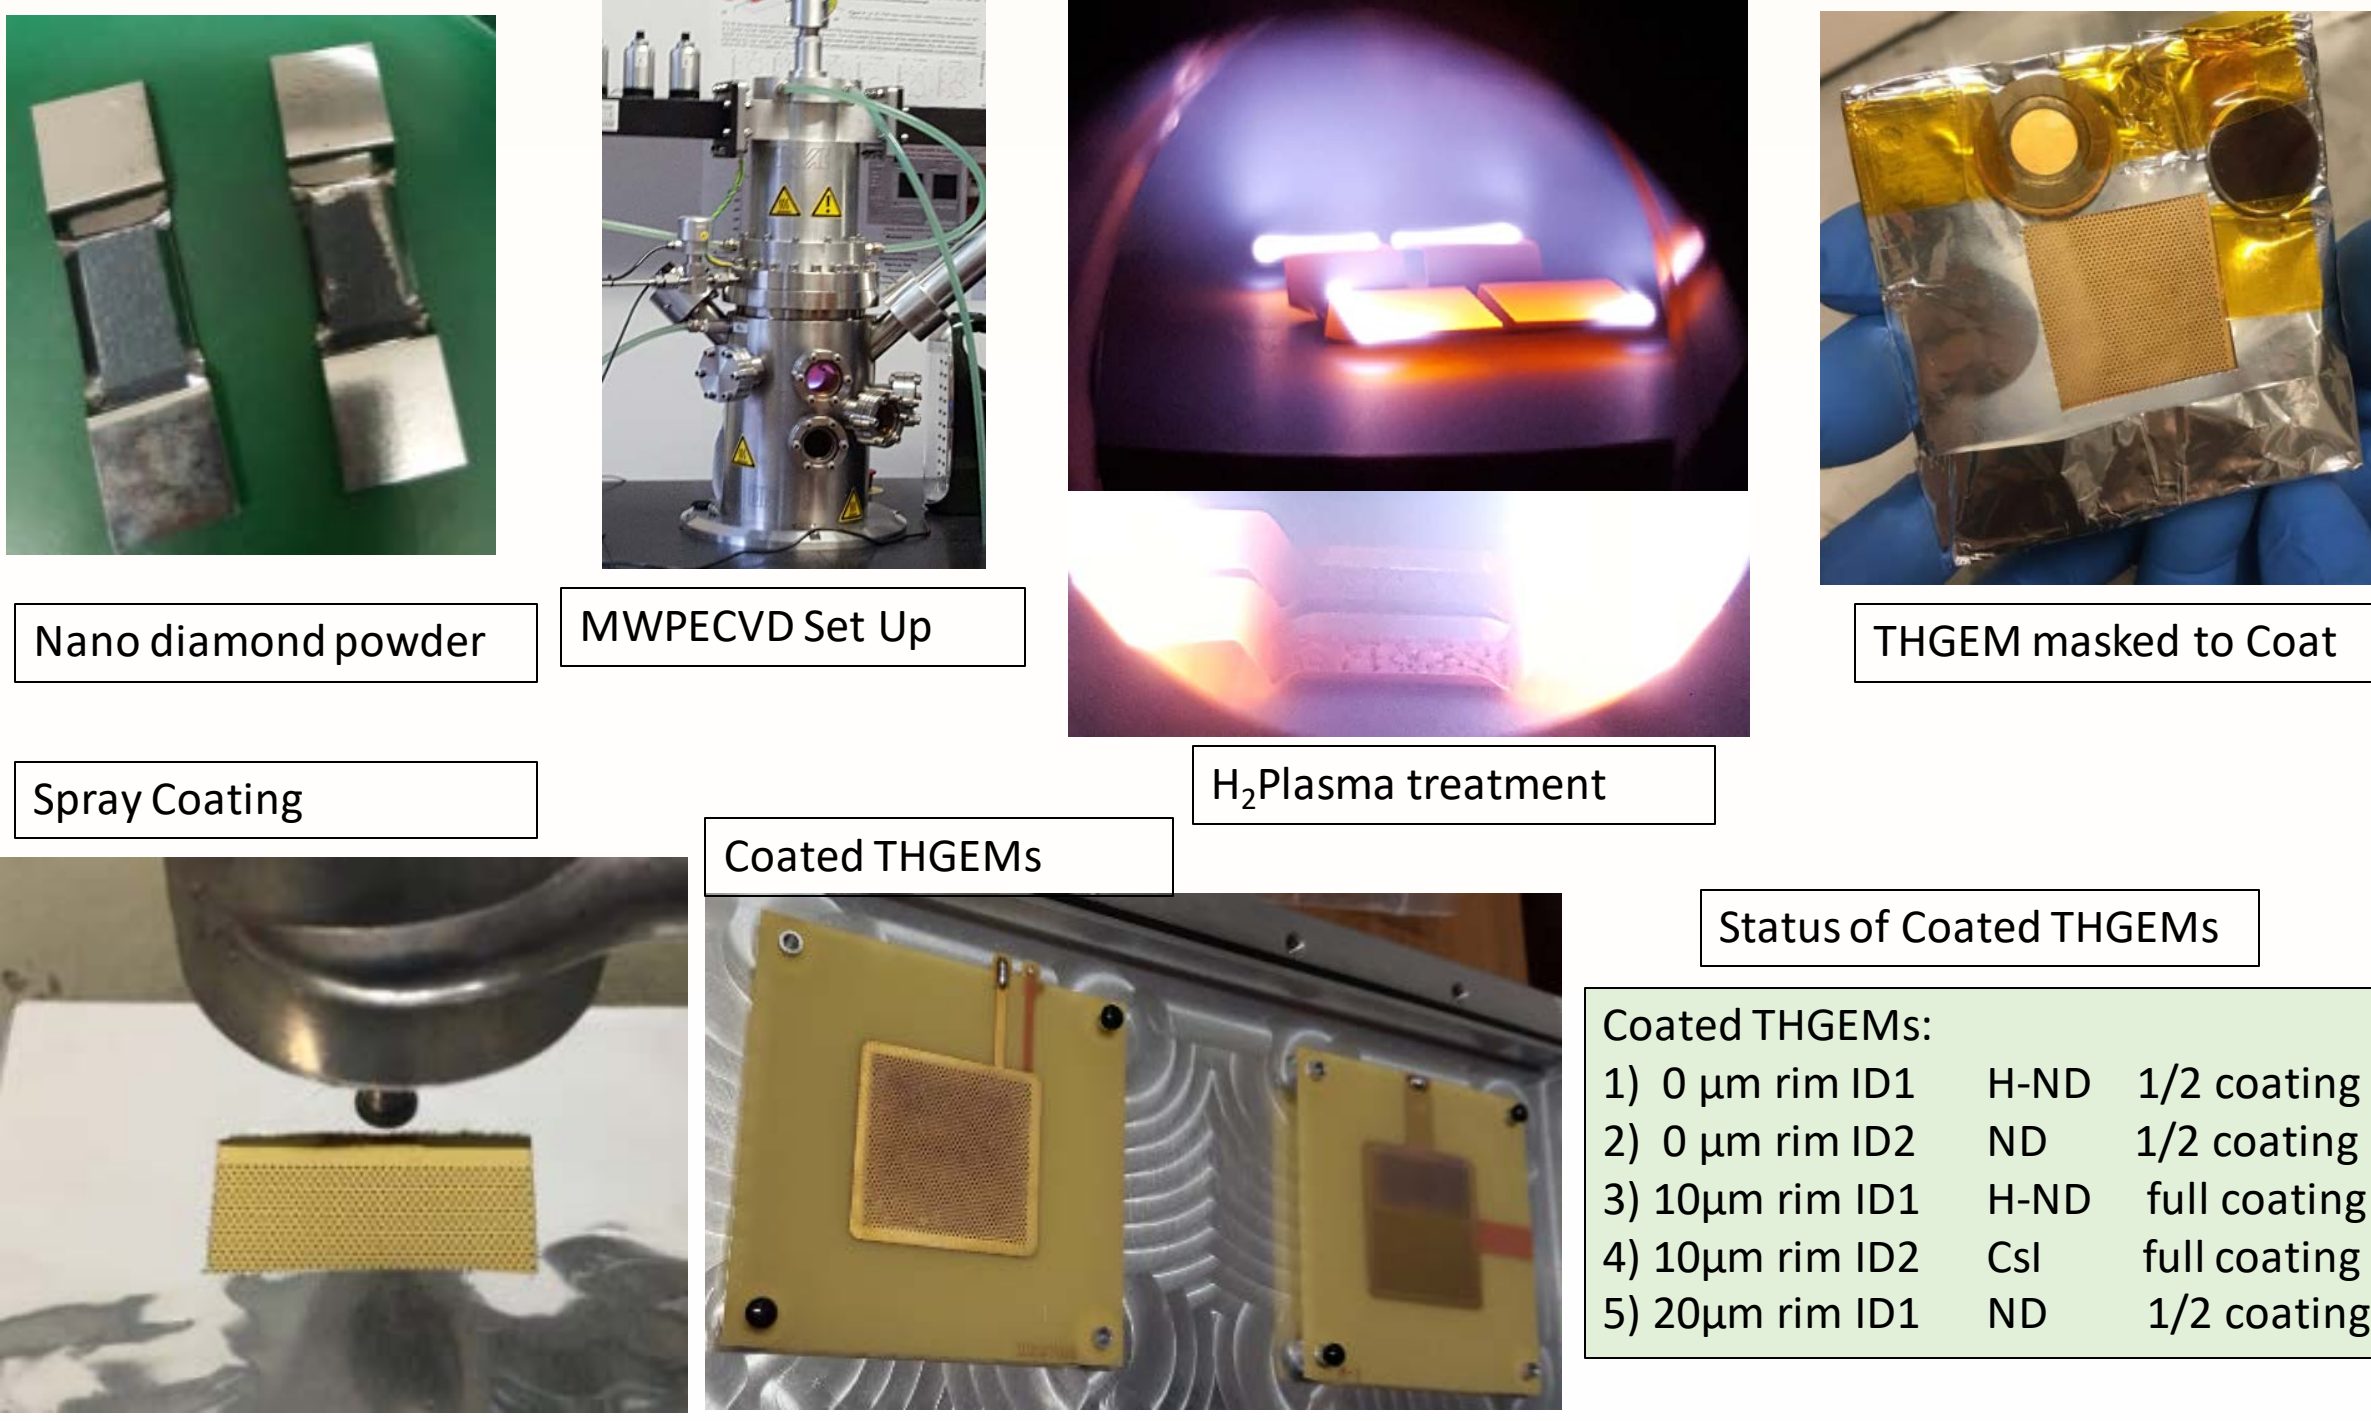 Nano diamond powder
MWPECVD Set Up
THGEM masked to Coat
H₂Plasma treatment
Spray Coating
Coated THGEMs
Status of Coated THGEMs
Coated THGEMs:
1) 0 µm rim ID1 H-ND 1/2 coating
2) 0 µm rim ID2 ND 1/2 coating
3) 10µm rim ID1 H-ND full coating
4) 10µm rim ID2 CsI full coating
5) 20µm rim ID1 ND 1/2 coating